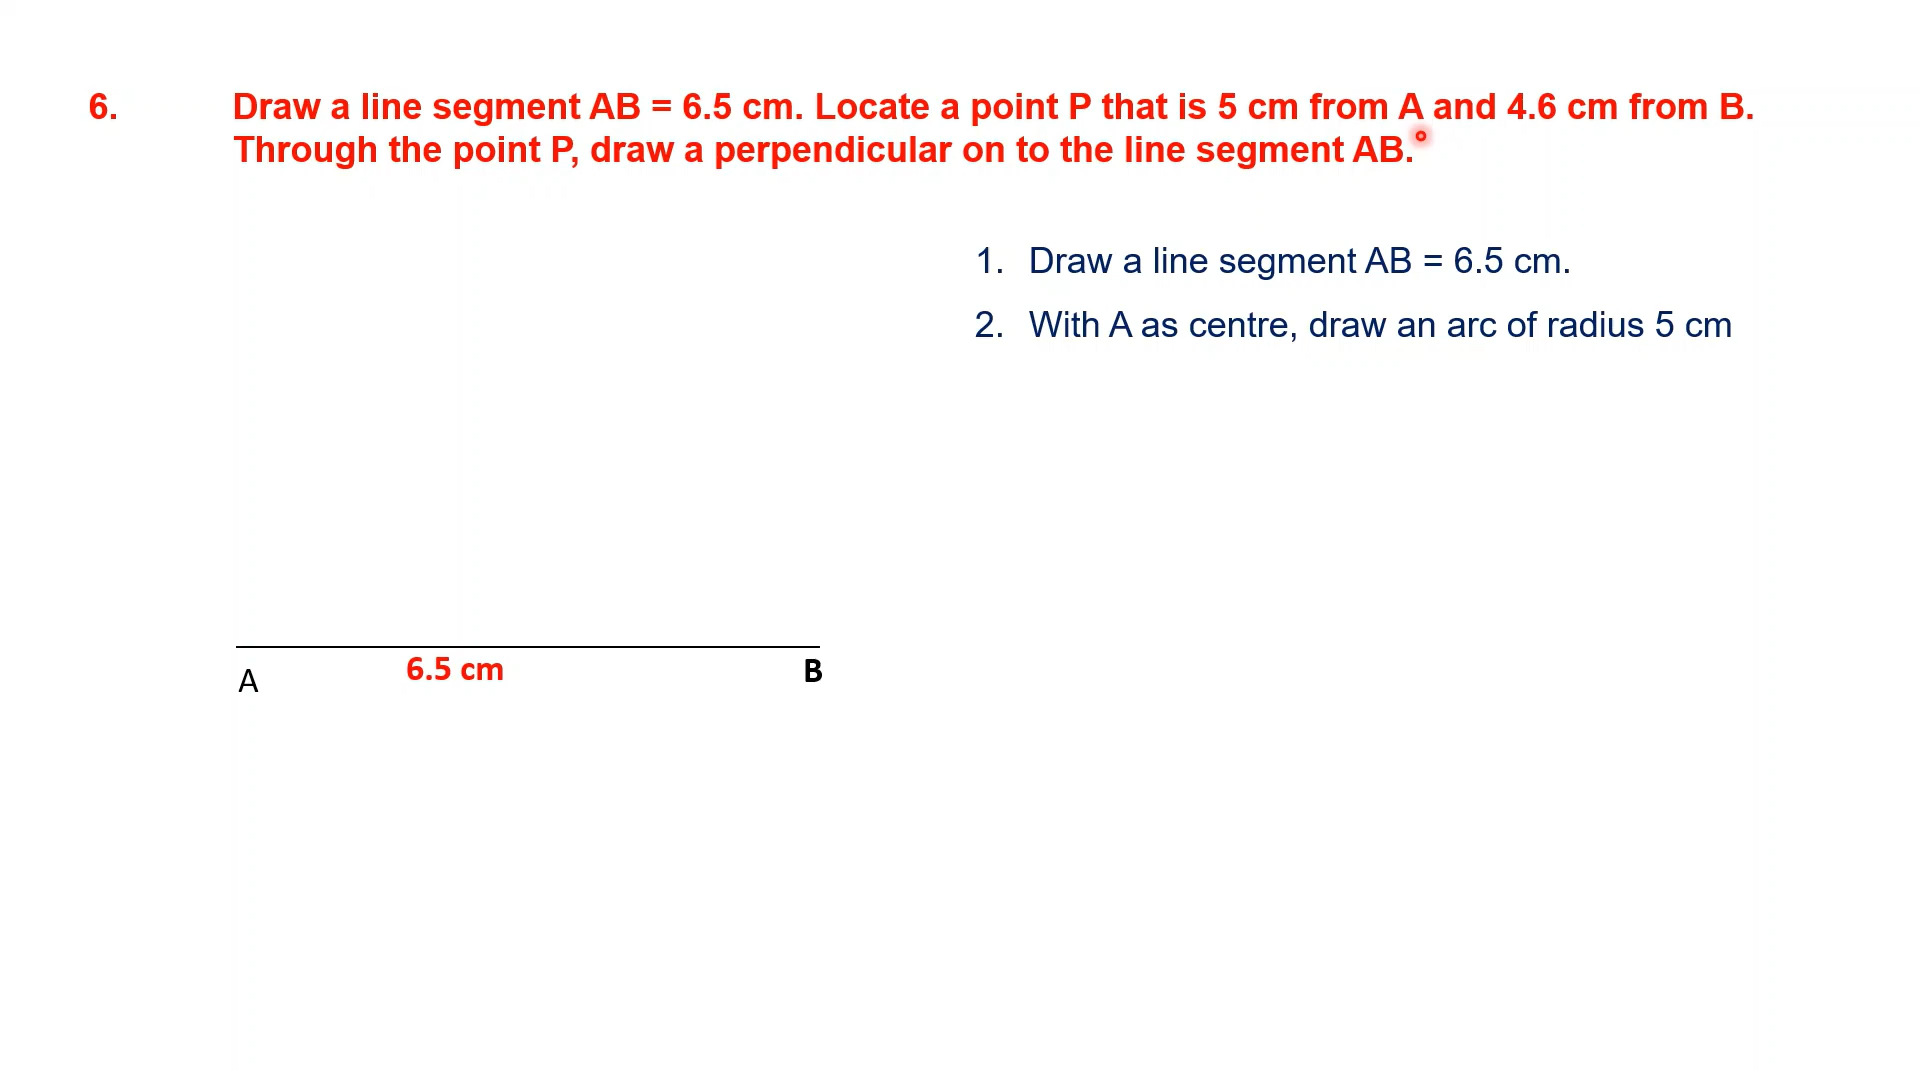 6. Draw a line segment AB = 6.5 cm. Locate a point P that is 5 cm from A and 4.6 cm from B.
Through the point P, draw a perpendicular on to the line segment AB.
1. Draw a line segment AB = 6.5 cm.
2. With A as centre, draw an arc of radius 5 cm
A 6.5 cm B